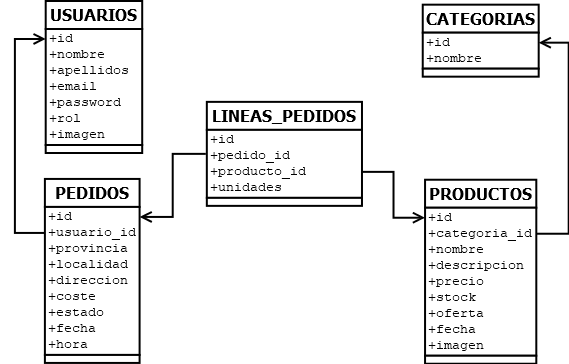 USUARIOS
+id
+nombre
+apellidos
+email
+password
+rol
+imagen
CATEGORIAS
+id
+nombre
LINEAS_PEDIDOS
+id
+pedido_id
+producto_id
+unidades
PEDIDOS
+id
+usuario_id
+provincia
+localidad
+direccion
+coste
+estado
+fecha
+hora
PRODUCTOS
+id
+categoria_id
+nombre
+descripcion
+precio
+stock
+oferta
+fecha
+imagen